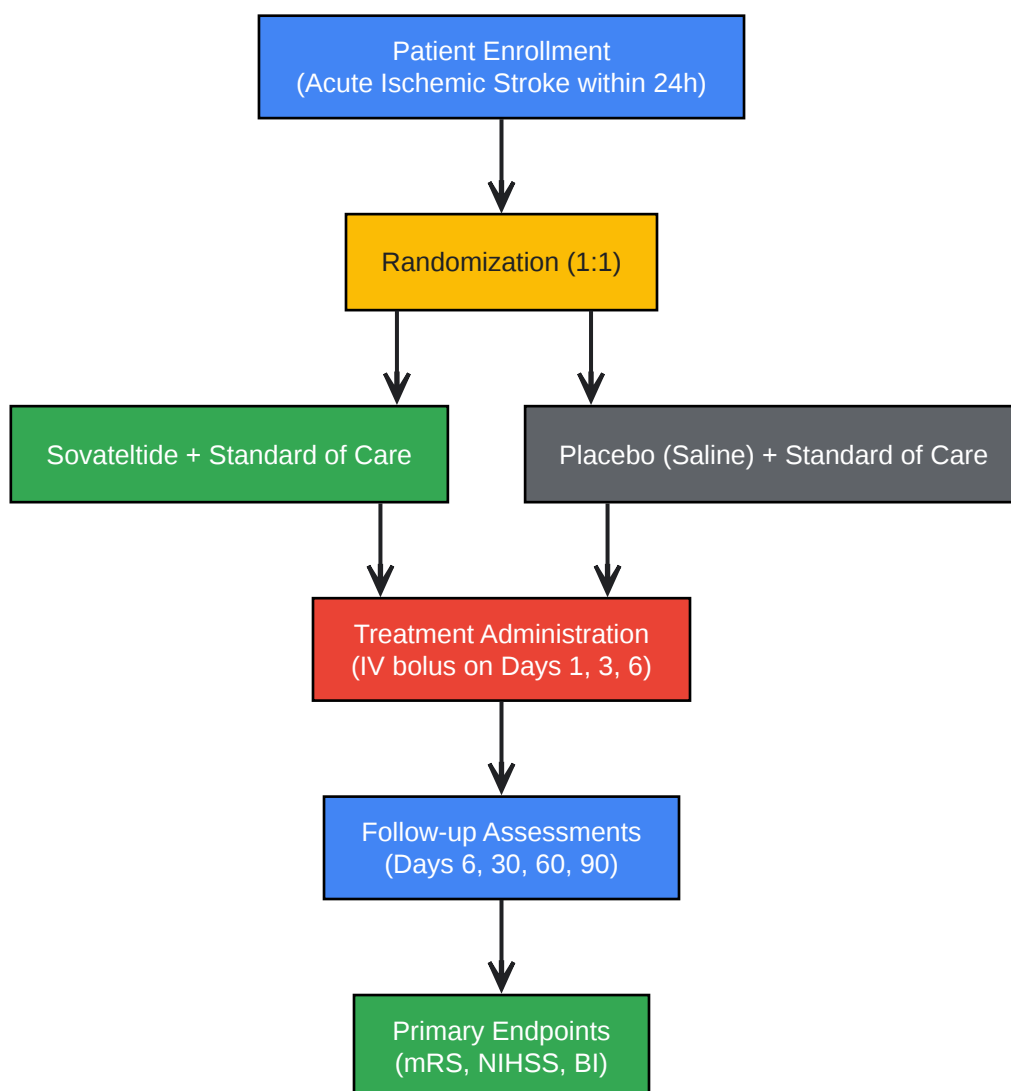 Patient Enrollment
(Acute Ischemic Stroke within 24h)
Randomization (1:1)
Sovateltide + Standard of Care
Placebo (Saline) + Standard of Care
Treatment Administration
(IV bolus on Days 1, 3, 6)
Follow-up Assessments
(Days 6, 30, 60, 90)
Primary Endpoints
(mRS, NIHSS, BI)